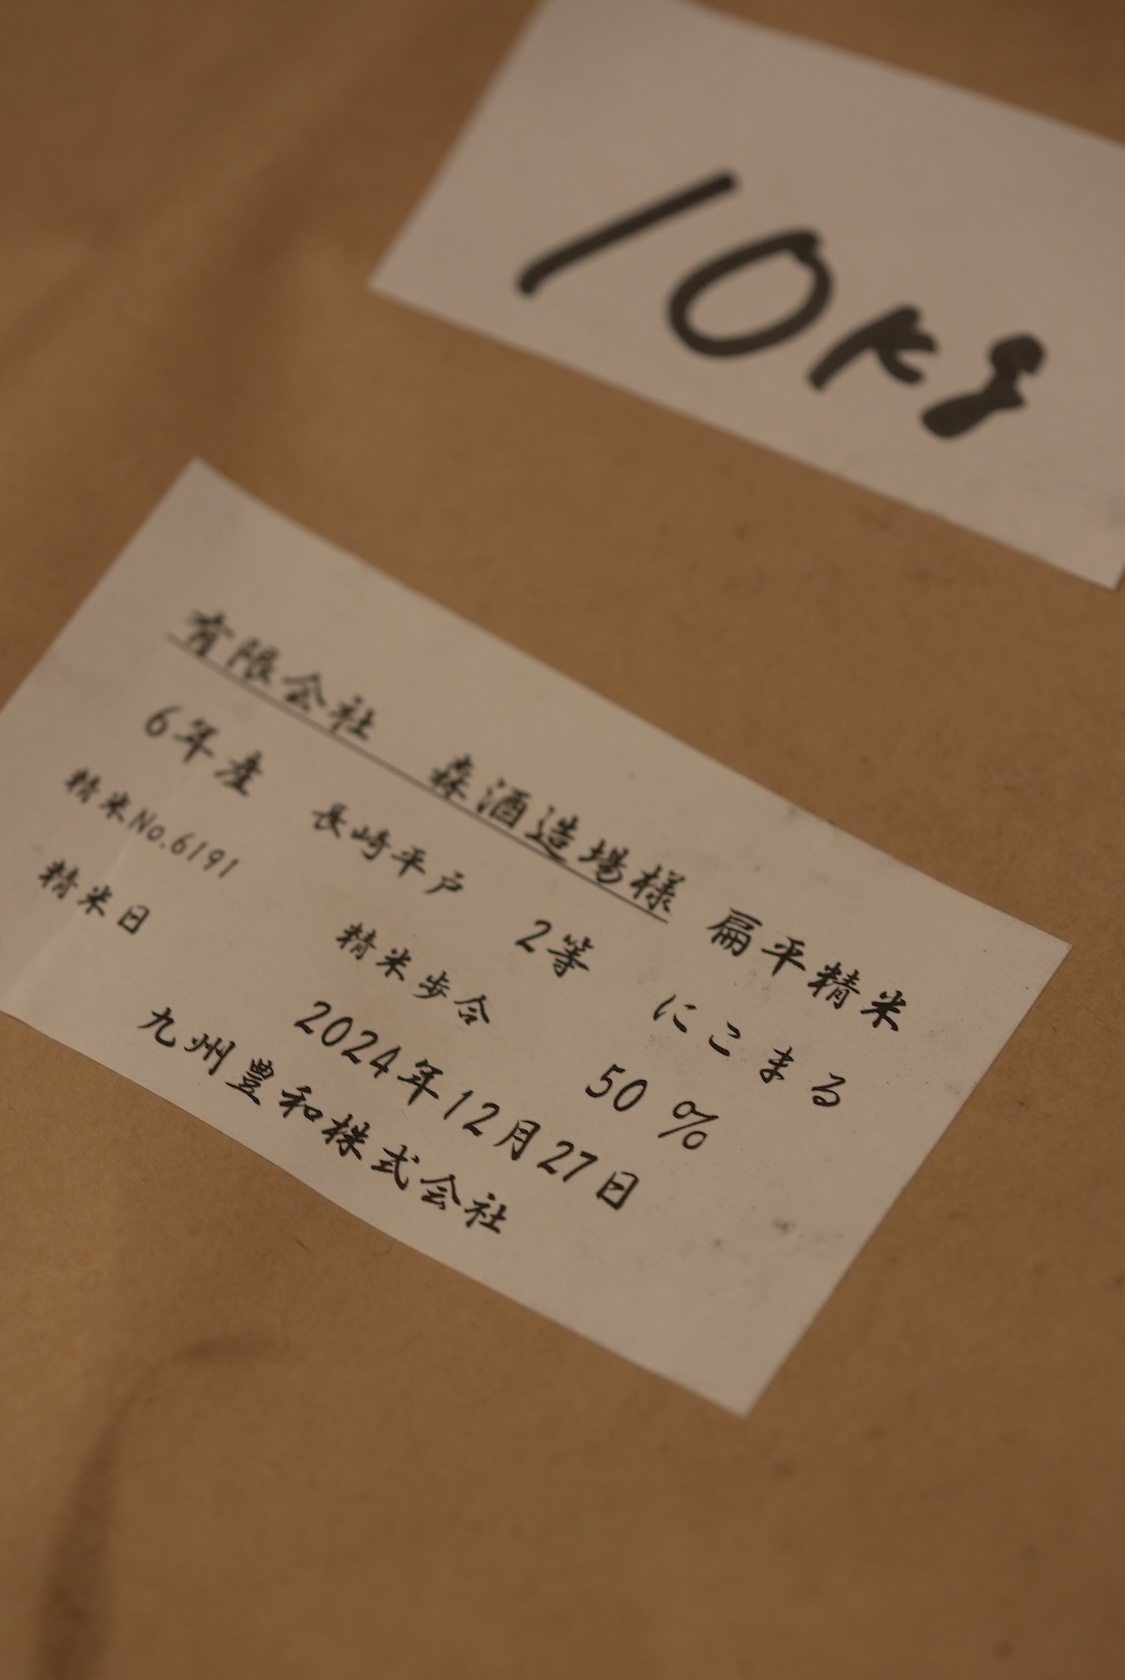 10kg
有限会社　森酒造場様　扁平精米
6年産　長崎平戸　2等　にこまる
精米No.6191　精米歩合　50 %
精米日　2024年12月27日
九州豊和株式会社